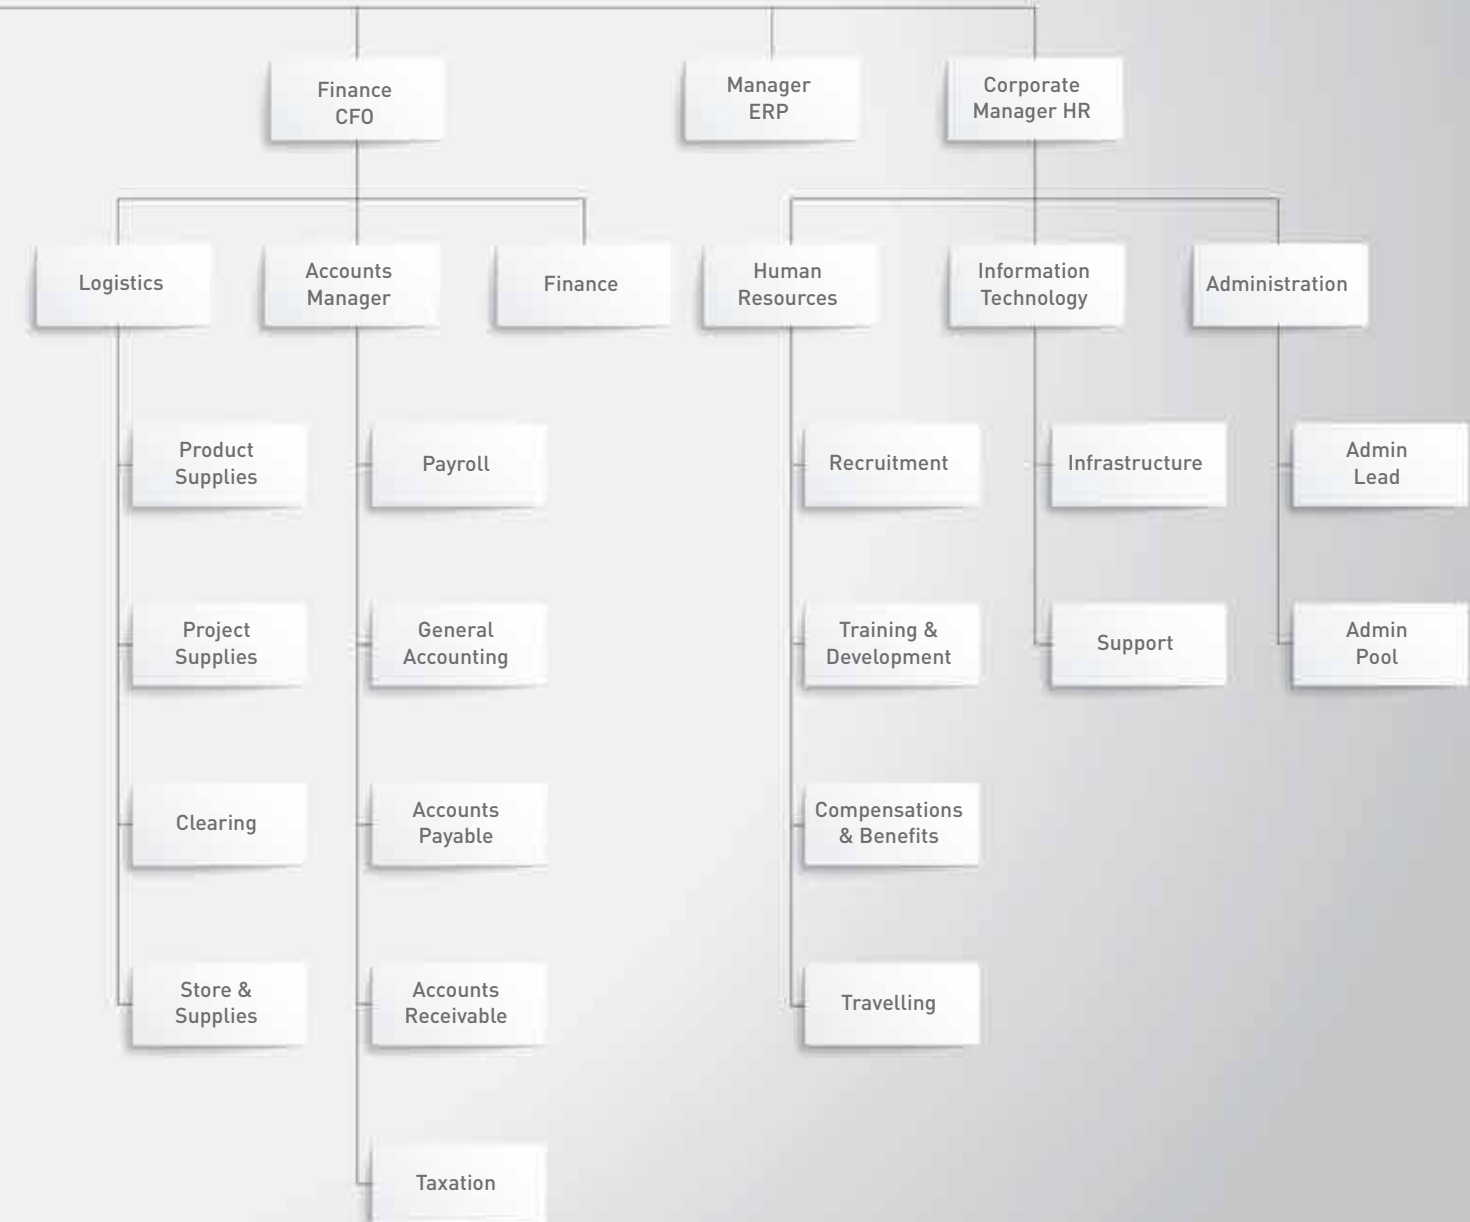 Finance
CFO
Manager
ERP
Corporate
Manager HR
Logistics
Accounts
Manager
Finance
Human
Resources
Information
Technology
Administration
Product
Supplies
Payroll
Recruitment
Infrastructure
Admin
Lead
Project
Supplies
General
Accounting
Training &
Development
Support
Admin
Pool
Clearing
Accounts
Payable
Compensations
& Benefits
Store &
Supplies
Accounts
Receivable
Travelling
Taxation